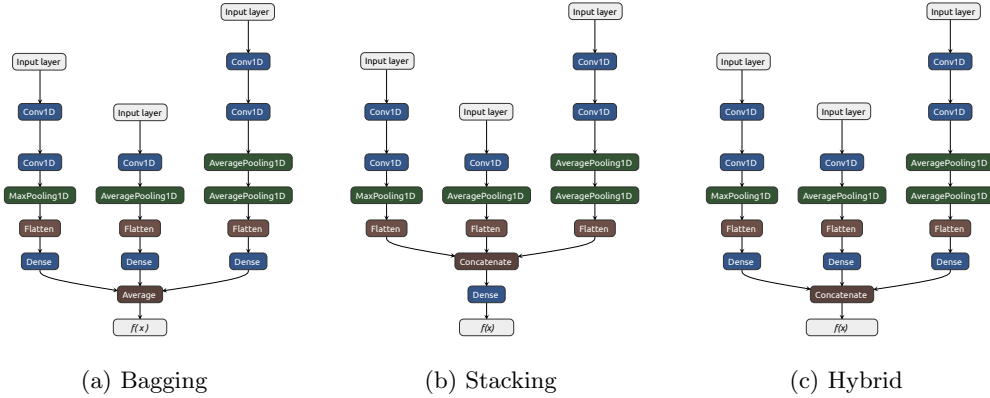 Input layer
Input layer
Conv1D
Conv1D
Input layer
Conv1D
Conv1D
Conv1D
AveragePooling1D
MaxPooling1D
AveragePooling1D
AveragePooling1D
Flatten
Flatten
Flatten
Dense
Dense
Dense
Average
f( x )
(a) Bagging
Input layer
Input layer
Conv1D
Conv1D
Input layer
Conv1D
Conv1D
Conv1D
AveragePooling1D
MaxPooling1D
AveragePooling1D
AveragePooling1D
Flatten
Flatten
Flatten
Concatenate
Dense
f(x)
(b) Stacking
Input layer
Input layer
Conv1D
Conv1D
Input layer
Conv1D
Conv1D
Conv1D
AveragePooling1D
MaxPooling1D
AveragePooling1D
AveragePooling1D
Flatten
Flatten
Flatten
Dense
Dense
Dense
Concatenate
f(x)
(c) Hybrid